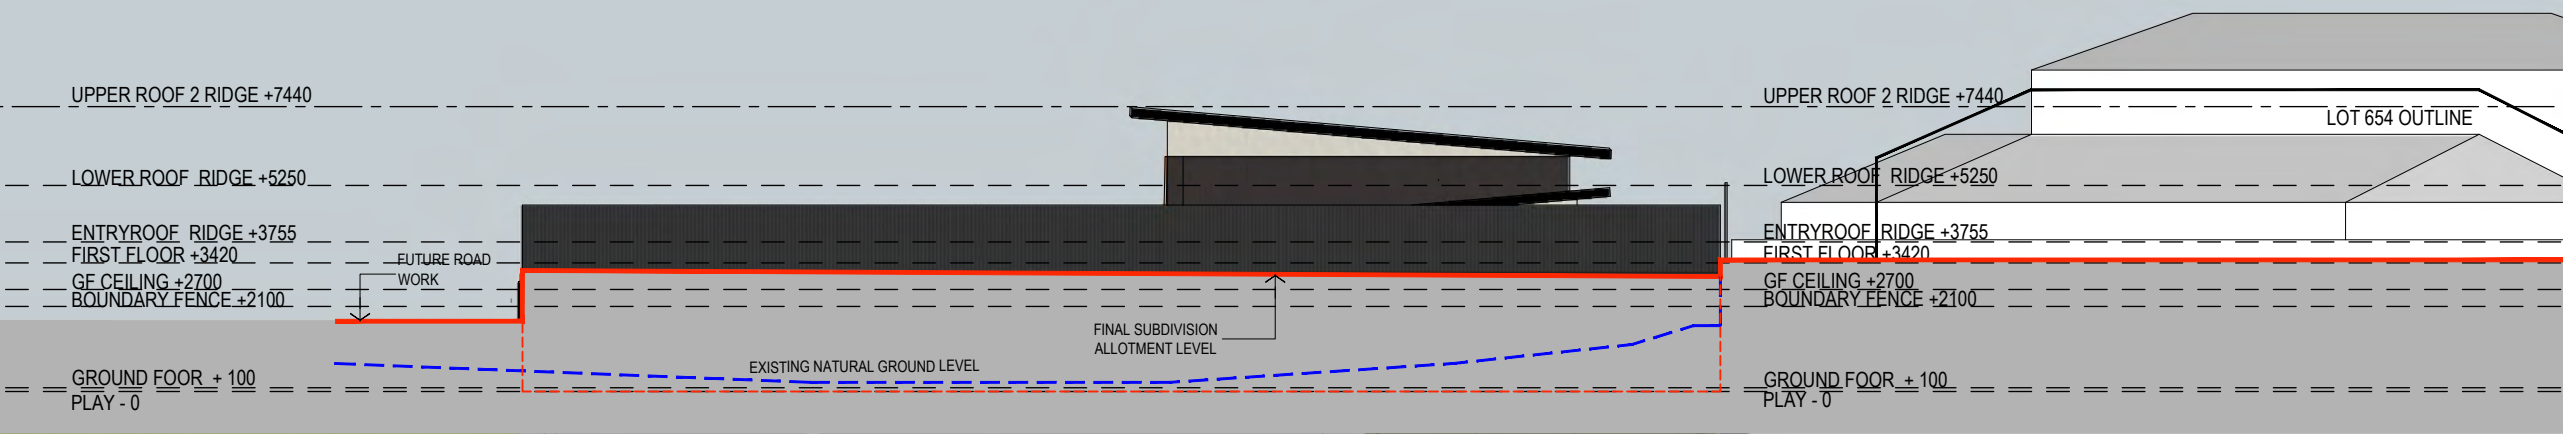 UPPER ROOF 2 RIDGE +7440
LOWER ROOF RIDGE +5250
ENTRYROOF RIDGE +3755
FIRST FLOOR +3420
GF CEILING +2700
BOUNDARY FENCE +2100
GROUND FOOR + 100
PLAY - 0
FUTURE ROAD
WORK
EXISTING NATURAL GROUND LEVEL
FINAL SUBDIVISION
ALLOTMENT LEVEL
UPPER ROOF 2 RIDGE +7440
LOT 654 OUTLINE
LOWER ROOF RIDGE +5250
ENTRYROOF RIDGE +3755
FIRST FLOOR +3420
GF CEILING +2700
BOUNDARY FENCE +2100
GROUND FOOR + 100
PLAY - 0